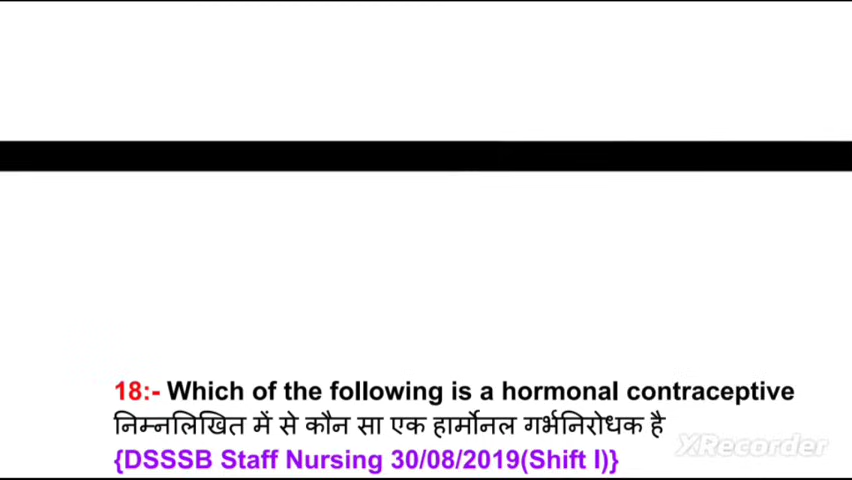 18:- Which of the following is a hormonal contraceptive
निम्नलिखित में से कौन सा एक हार्मोनल गर्भनिरोधक है
XRecorder
{DSSSB Staff Nursing 30/08/2019(Shift I)}